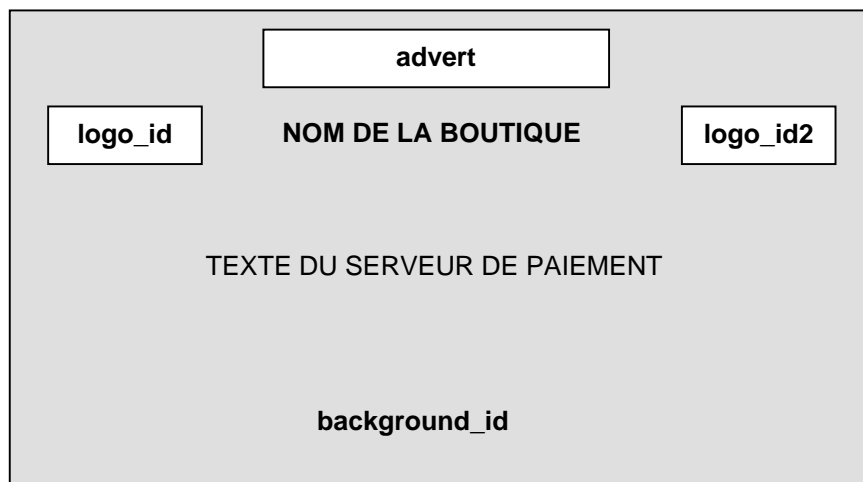 advert
logo_id NOM DE LA BOUTIQUE logo_id2
TEXTE DU SERVEUR DE PAIEMENT
background_id